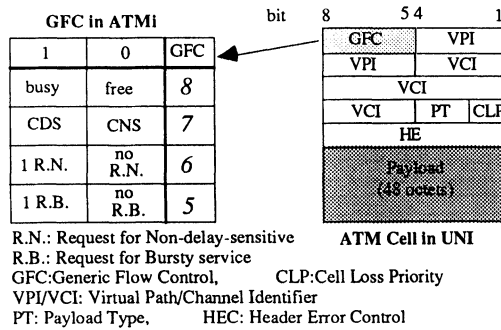 GFC in ATMi
bit 8 5 4 1
1 0 GFC
busy free 8
CDS CNS 7
1 R.N. no R.N. 6
1 R.B. no R.B. 5
GFC VPI
VPI VCI
VCI
VCI PT CLP
HE
Payload
(48 octets)
R.N.: Request for Non-delay-sensitive
ATM Cell in UNI
R.B.: Request for Bursty service
GFC:Generic Flow Control, CLP:Cell Loss Priority
VPI/VCI: Virtual Path/Channel Identifier
PT: Payload Type, HEC: Header Error Control